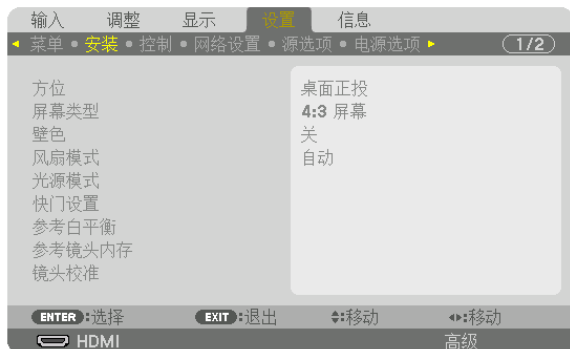 输入 调整 显示 设置 信息
◀ 菜单 ● 安装 ● 控制 ● 网络设置 ● 源选项 ● 电源选项 ▶ 1/2
方位 桌面正投
屏幕类型 4:3 屏幕
壁色 关
风扇模式 自动
光源模式
快门设置
参考白平衡
参考镜头内存
镜头校准
ENTER :选择 EXIT :退出 ♦:移动 ◀▶:移动
HDMI 高级